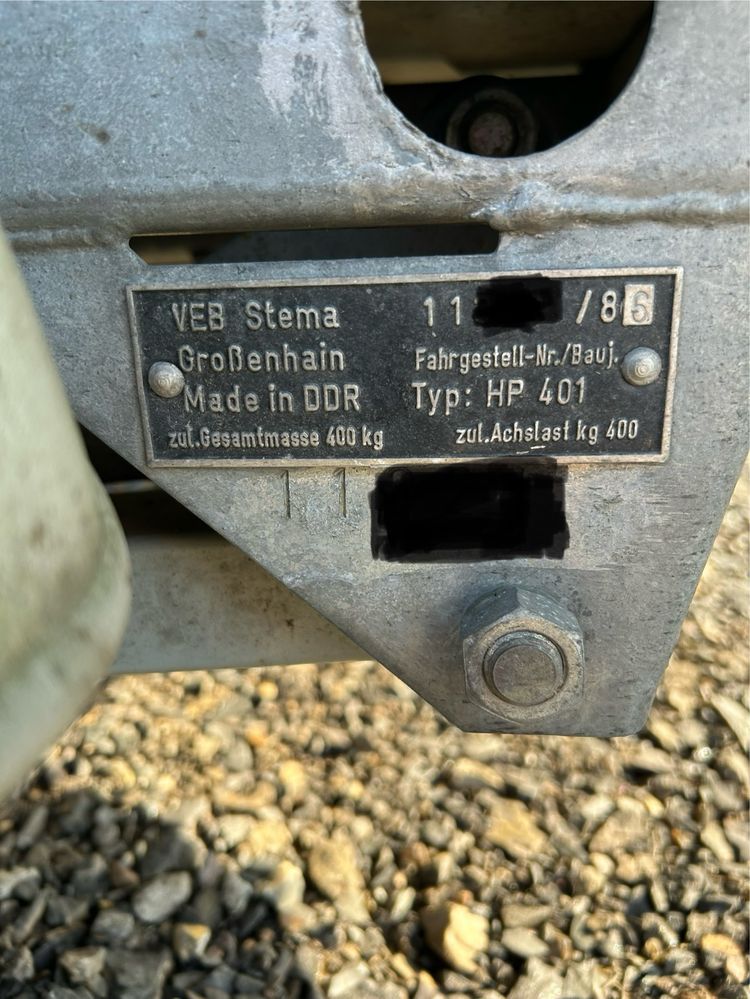 VEB Stema 11 /86
Großenhain Fahrgestell-Nr./Bauj.
Made in DDR Typ: HP 401
zul.Gesamtmasse 400 kg zul.Achslast kg 400
11